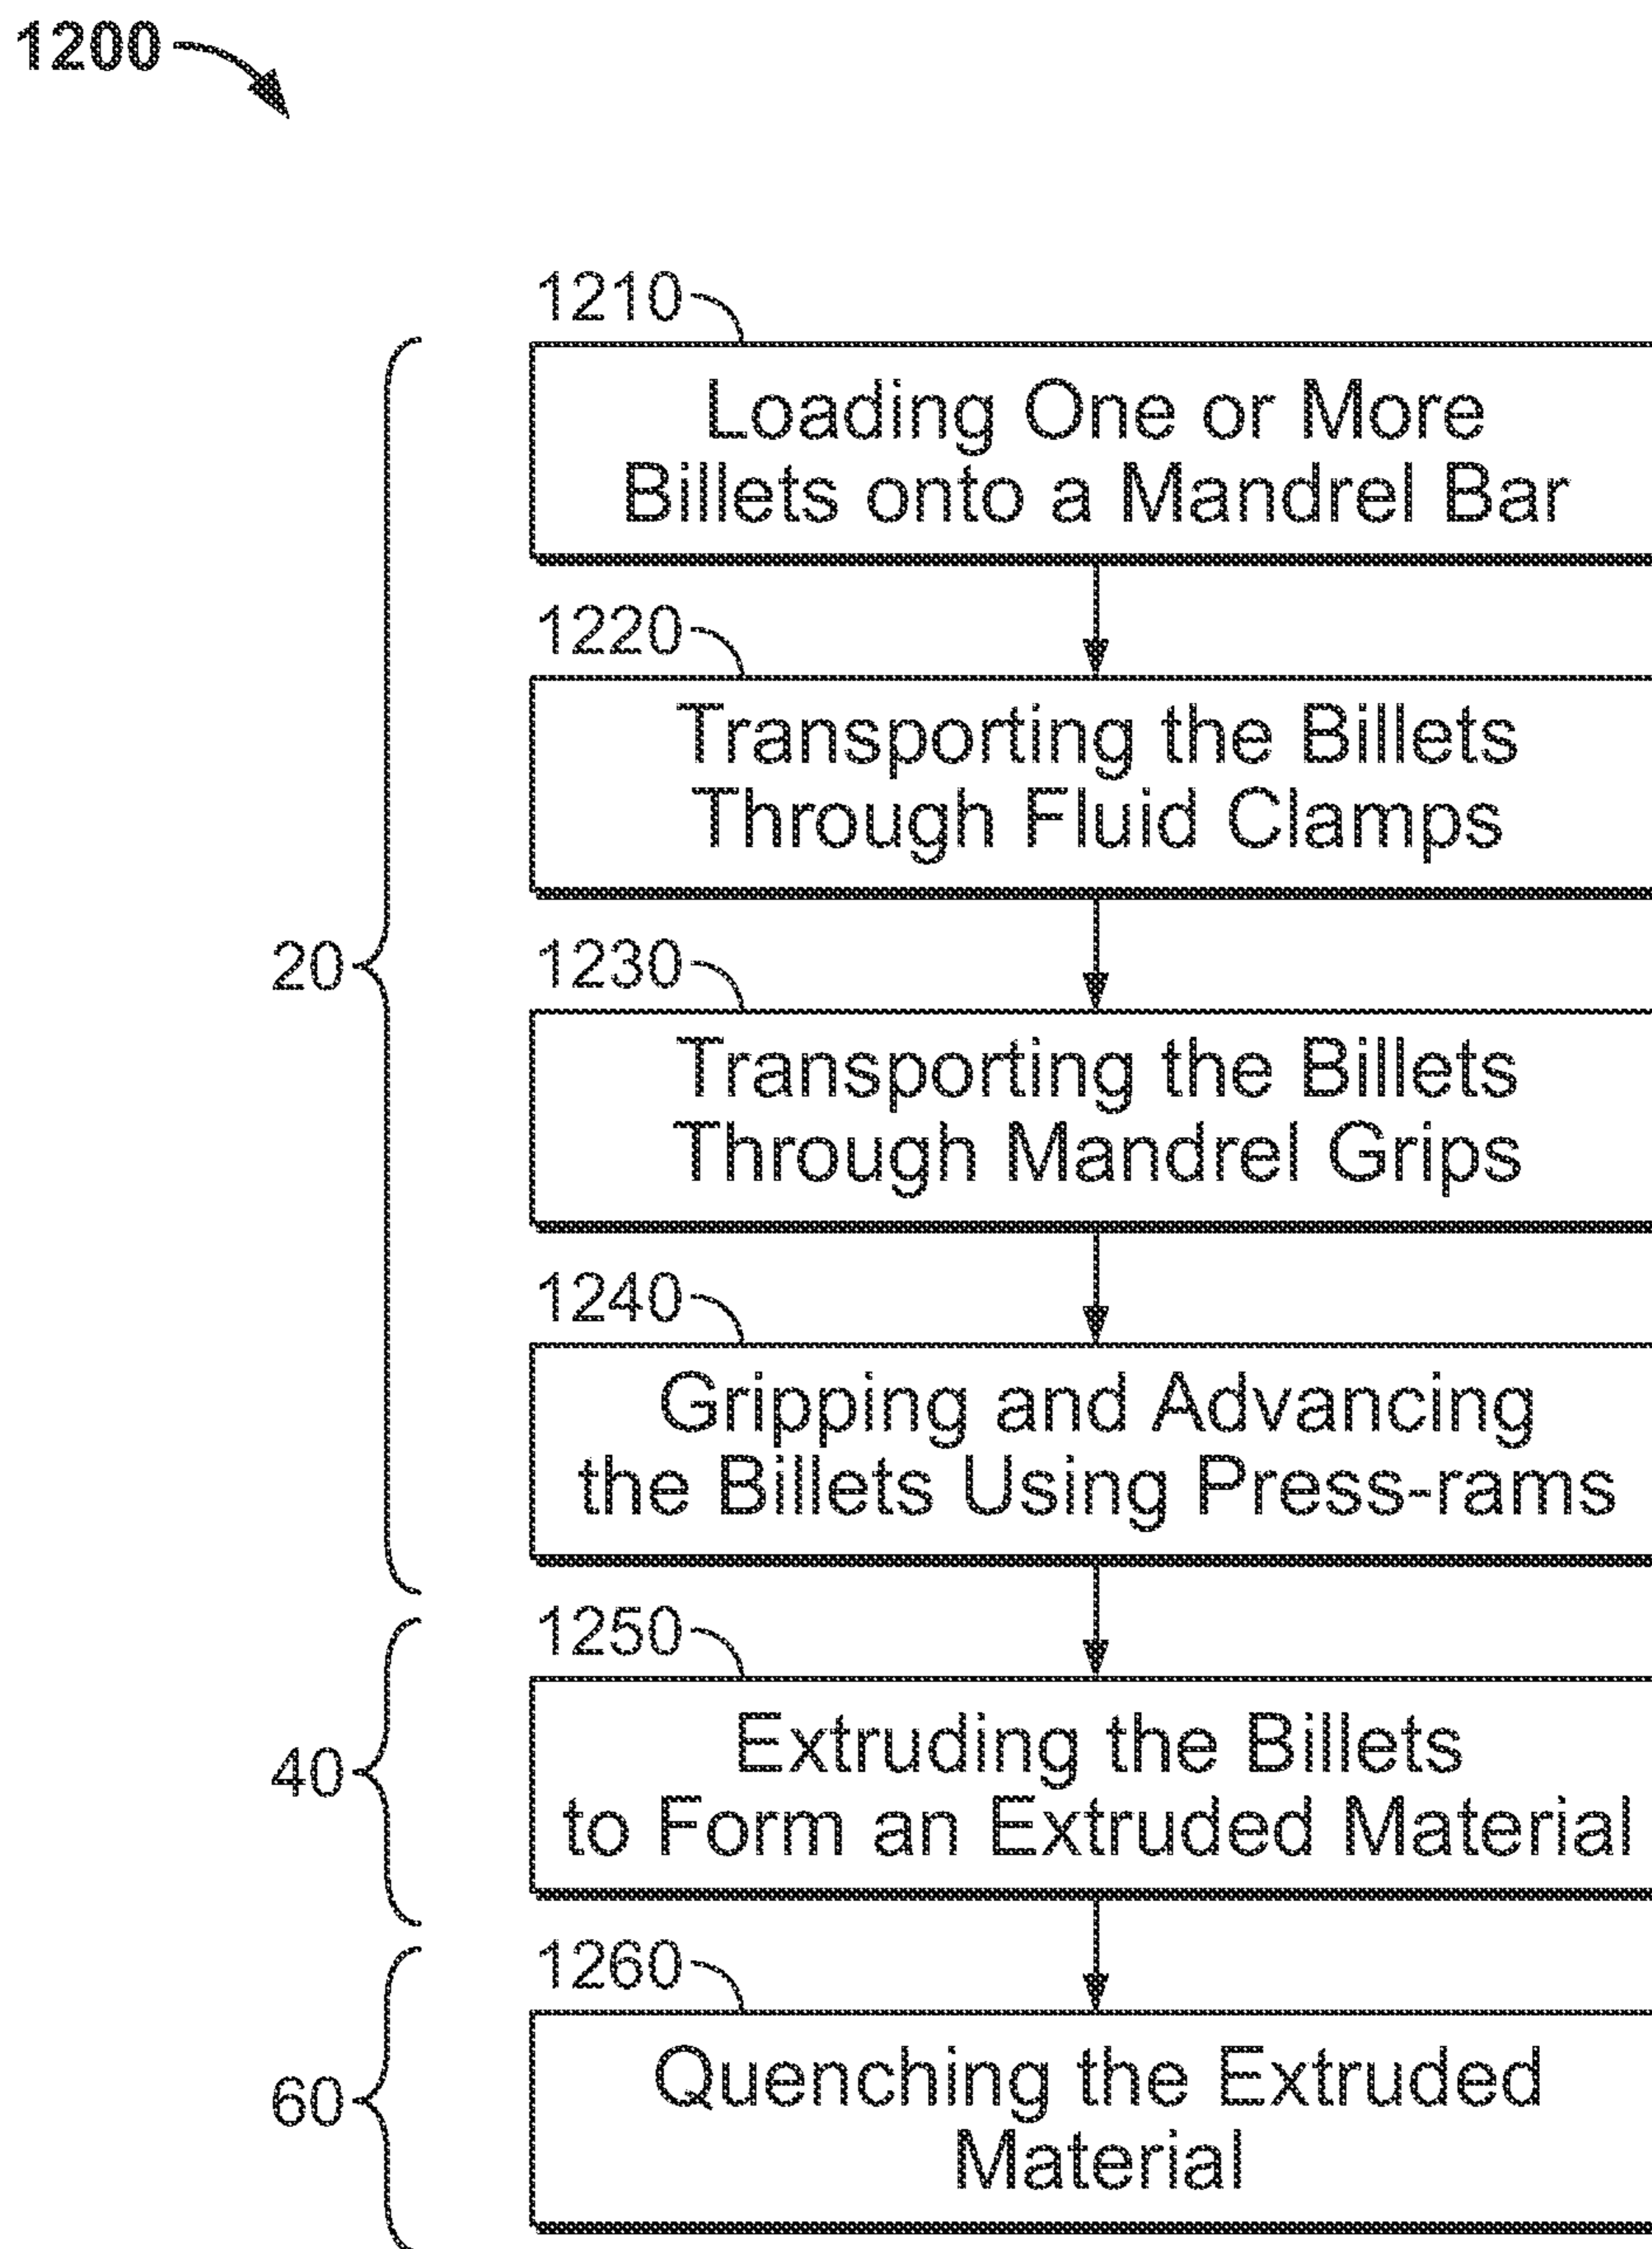 1200
1210
Loading One or More
Billets onto a Mandrel Bar
1220
Transporting the Billets
Through Fluid Clamps
20
1230
Transporting the Billets
Through Mandrel Grips
1240
Gripping and Advancing
the Billets Using Press-rams
1250
Extruding the Billets
to Form an Extruded Material
40
1260
Quenching the Extruded
Material
60